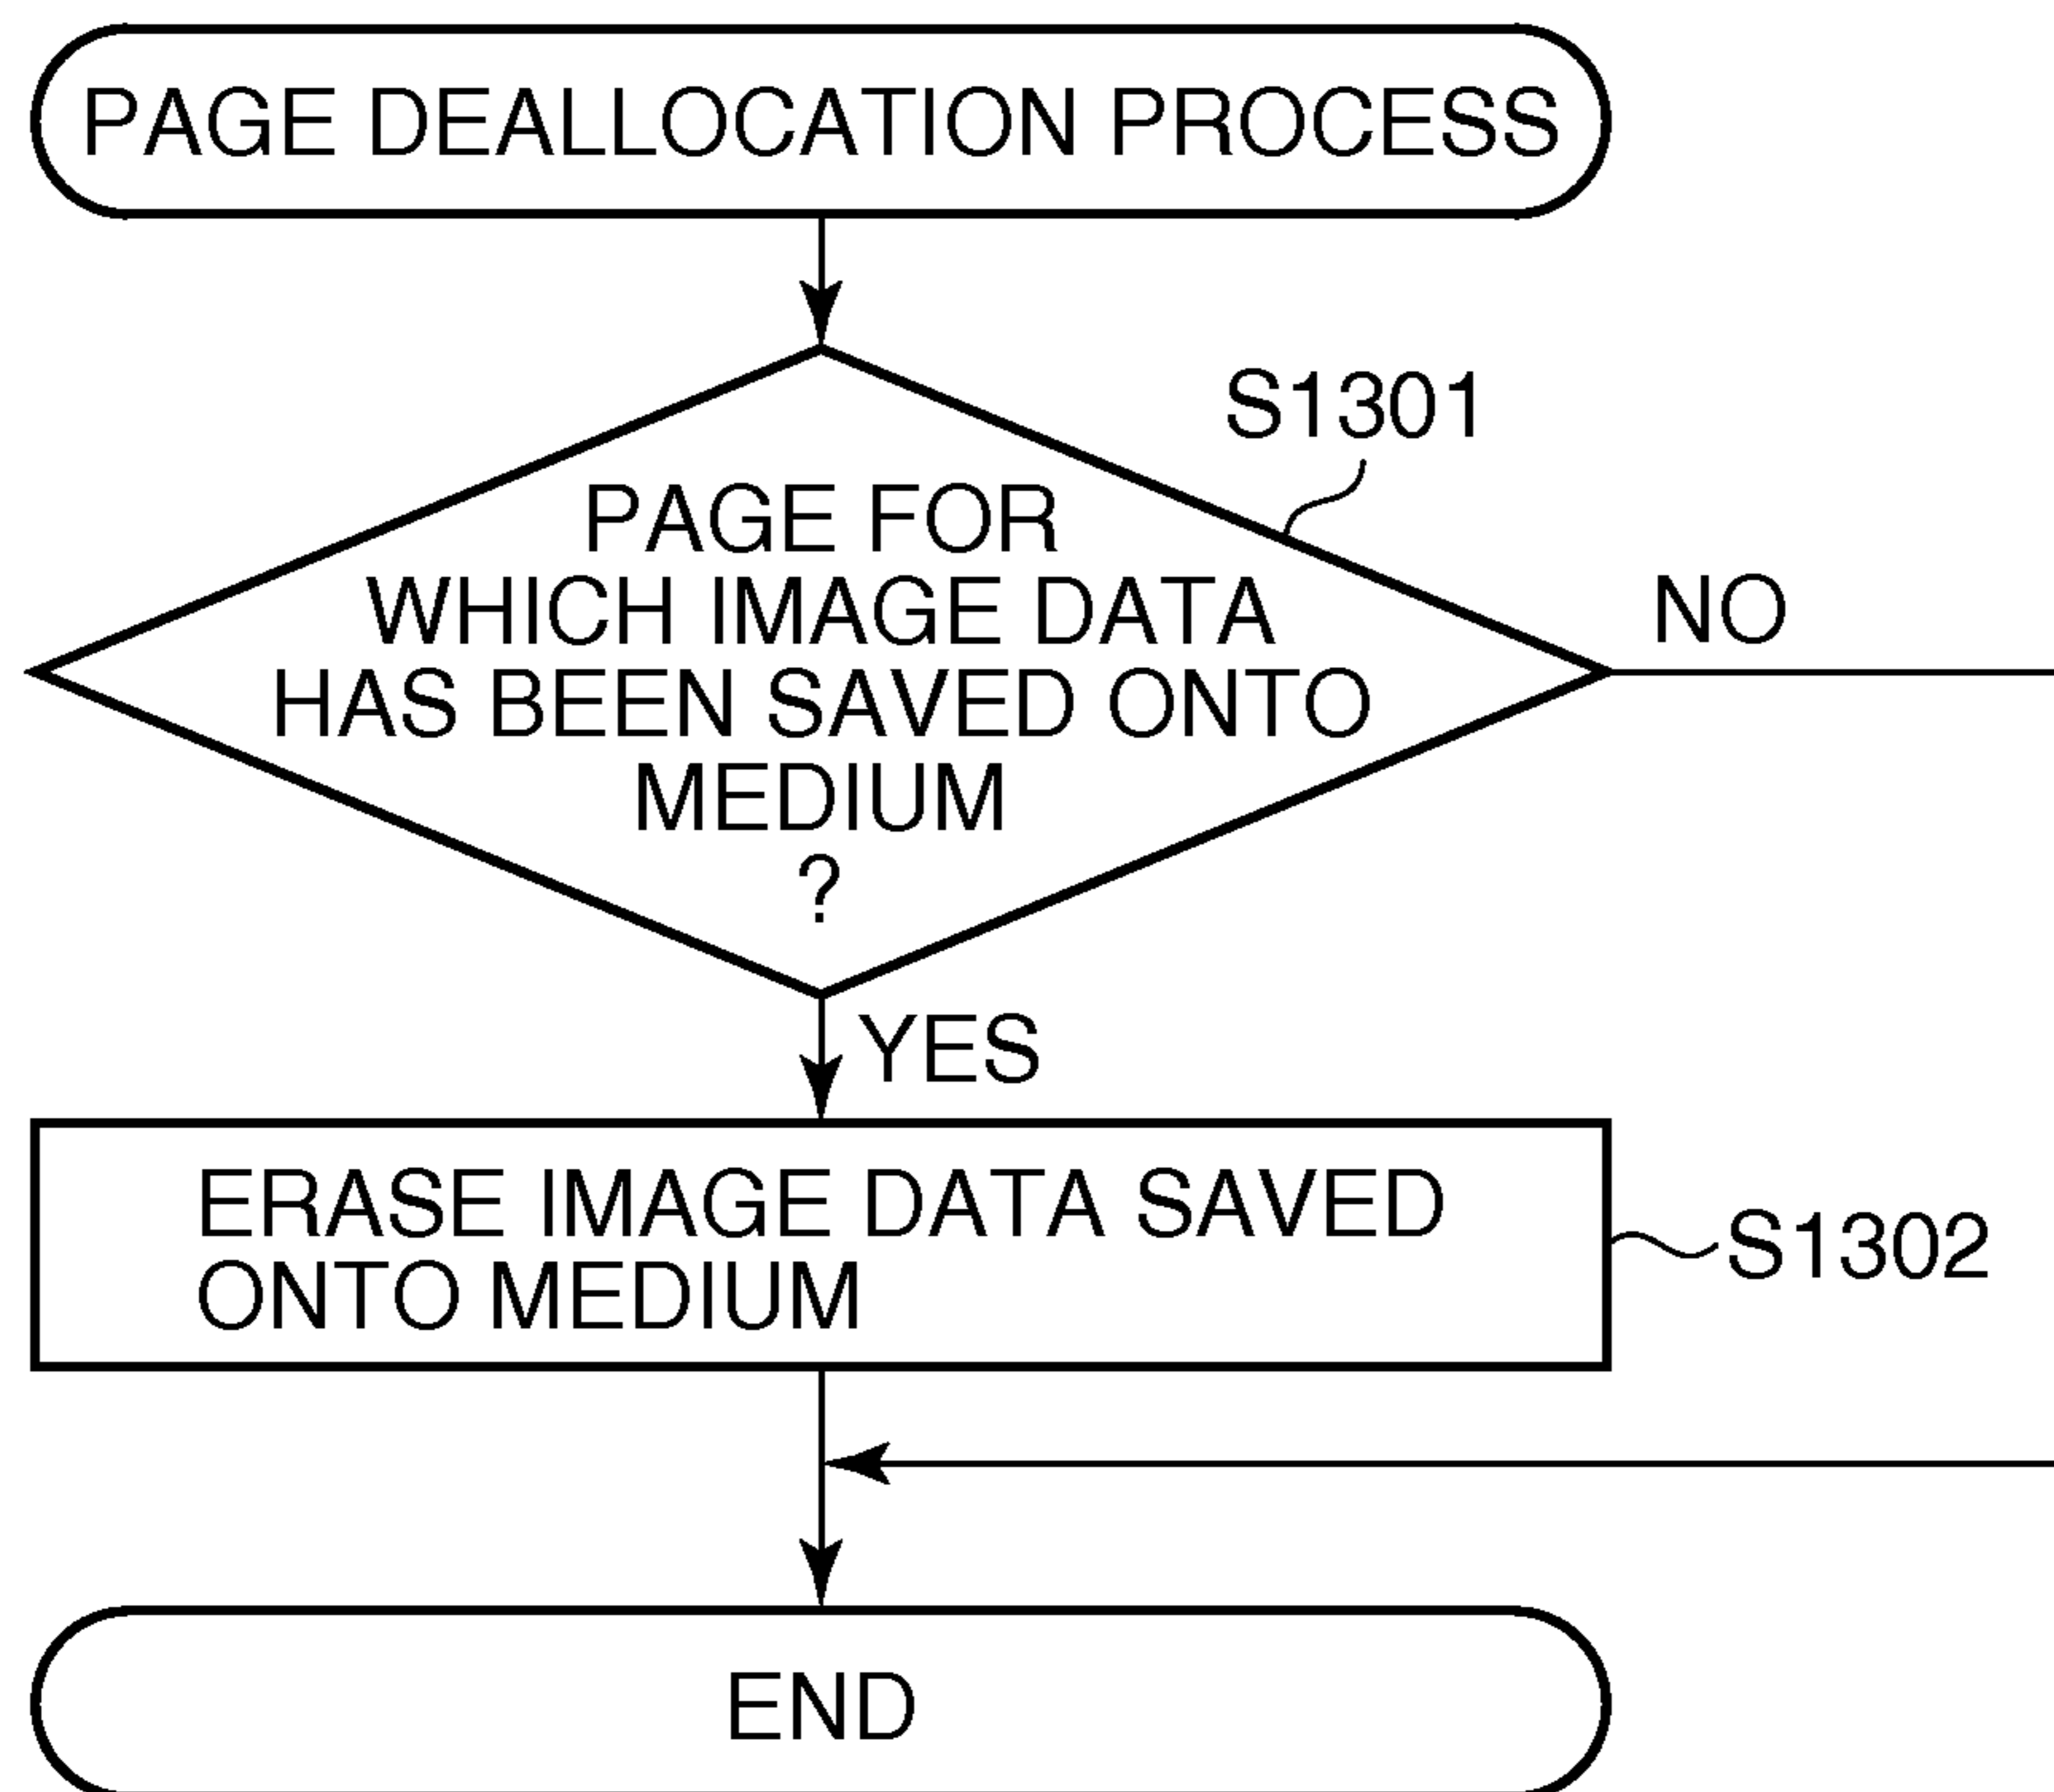 PAGE DEALLOCATION PROCESS
S1301
PAGE FOR
WHICH IMAGE DATA
HAS BEEN SAVED ONTO
MEDIUM
?
NO
YES
ERASE IMAGE DATA SAVED
ONTO MEDIUM
S1302
END